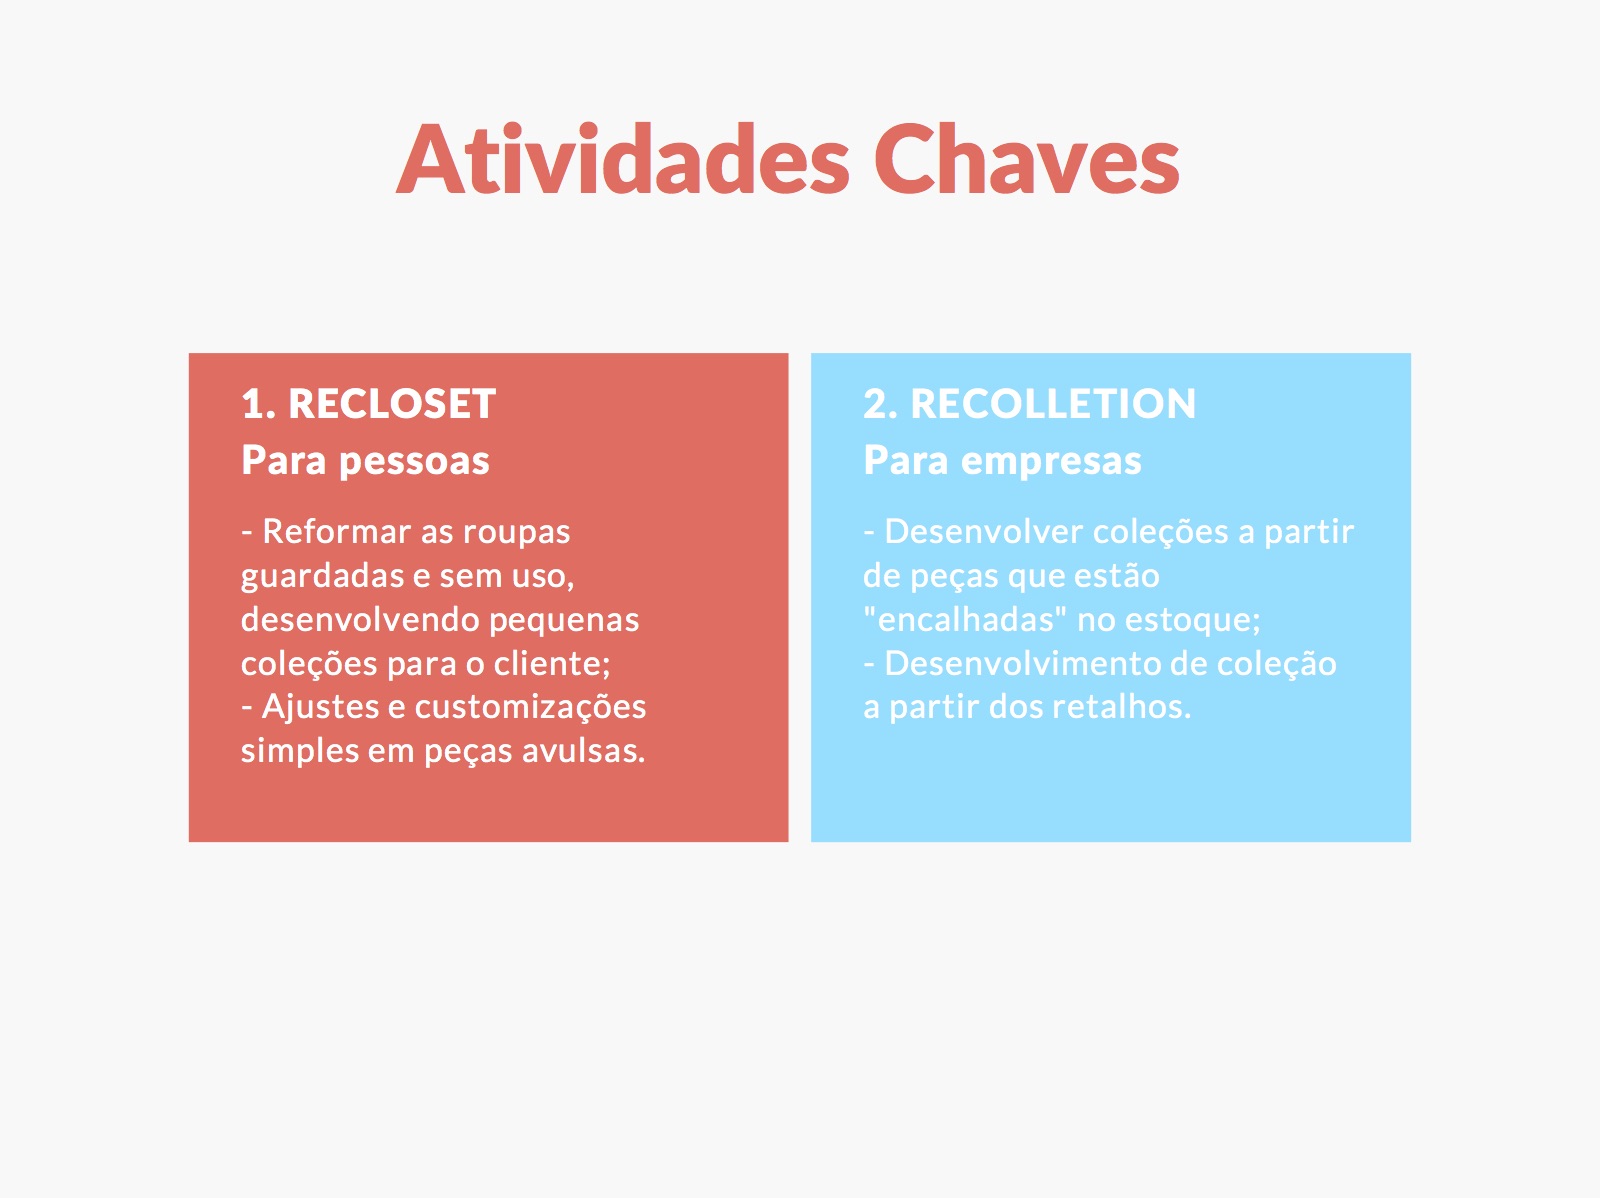 Atividades Chaves
1. RECLOSET
Para pessoas
- Reformar as roupas
guardadas e sem uso,
desenvolvendo pequenas
coleções para o cliente;
- Ajustes e customizações
simples em peças avulsas.
2. RECOLLETION
Para empresas
- Desenvolver coleções a partir
de peças que estão
"encalhadas" no estoque;
- Desenvolvimento de coleção
a partir dos retalhos.